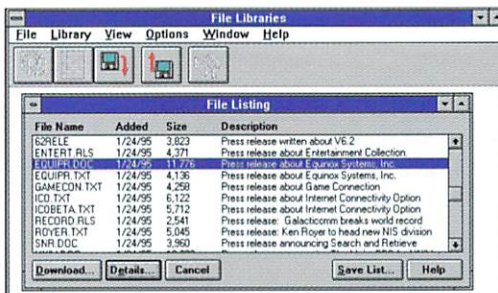 File Libraries
File Library View Options Window Help
File Listing
File Name Added Size Description
62RELE 1/24/95 3,823 Press release written about V6.2
ENTERT.RLS 1/24/95 4,371 Press release about Entertainment Collection
EQUIPR.DOC 1/24/95 11,776 Press release about Equinox Systems, Inc.
EQUIPR.TXT 1/24/95 4,136 Press release about Equinox Systems, Inc.
GAMECON.TXT 1/24/95 4,258 Press release about Game Connection
ICO.TXT 1/24/95 6,122 Press release about Internet Connectivity Option
ICOBETA.TXT 1/24/95 5,712 Press release about Internet Connectivity Option
RECORD.RLS 1/24/95 2,541 Press release: Galacticomm breaks world record
ROYER.TXT 1/24/95 5,045 Press release: Ken Royer to head new NIS division
SNR.DOC 1/24/95 3,960 Press release announcing Search and Retrieve
Download... Details... Cancel Save List... Help